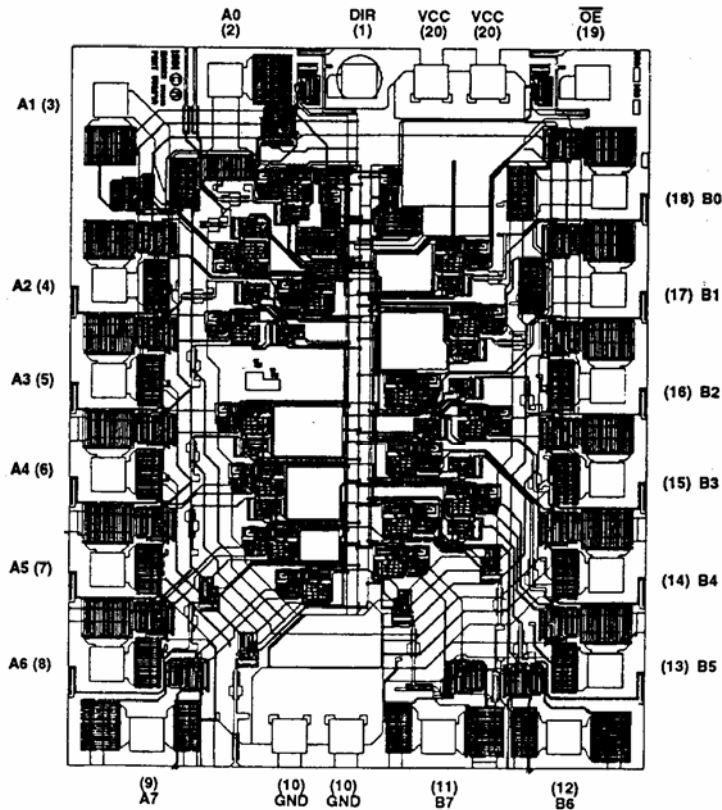 A0 DIR VCC VCC O̅E̅
(2) (1) (20) (20) (19)
A1 (3)
(18) B0
A2 (4) (17) B1
A3 (5) (16) B2
A4 (6) (15) B3
A5 (7) (14) B4
A6 (8) (13) B5
(9) (10) (10) (11) (12)
A7 GND GND B7 B6